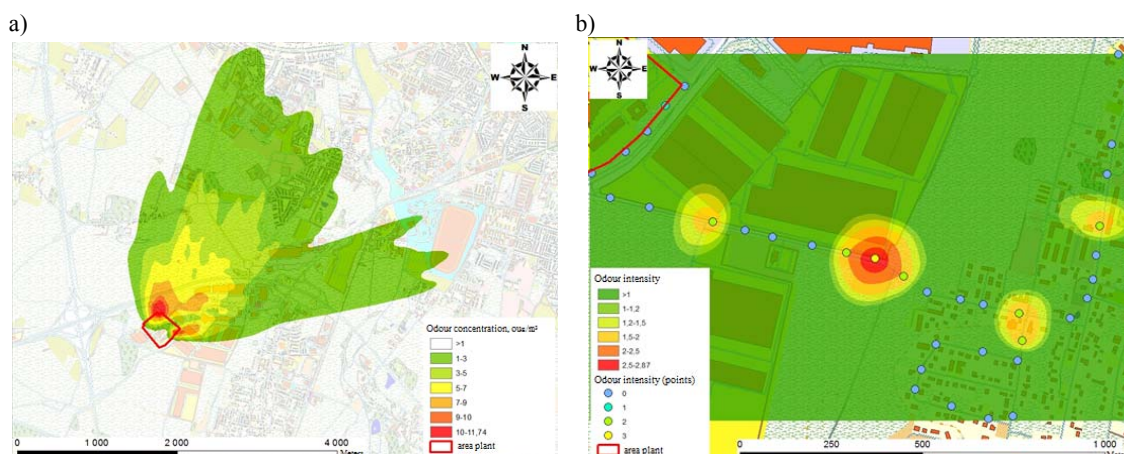 a)
N
W E
S
Odour concentration, ouᴇ/m³
>1
1-3
3-5
5-7
7-9
9-10
10-11,74
area plant
0 1 000 2 000 4 000
Meters
b)
N
W E
S
Odour intensity
>1
1-1,2
1,2-1,5
1,5-2
2-2,5
2,5-2,67
Odour intensity (points)
0
1
2
3
area plant
0 250 500 1 000